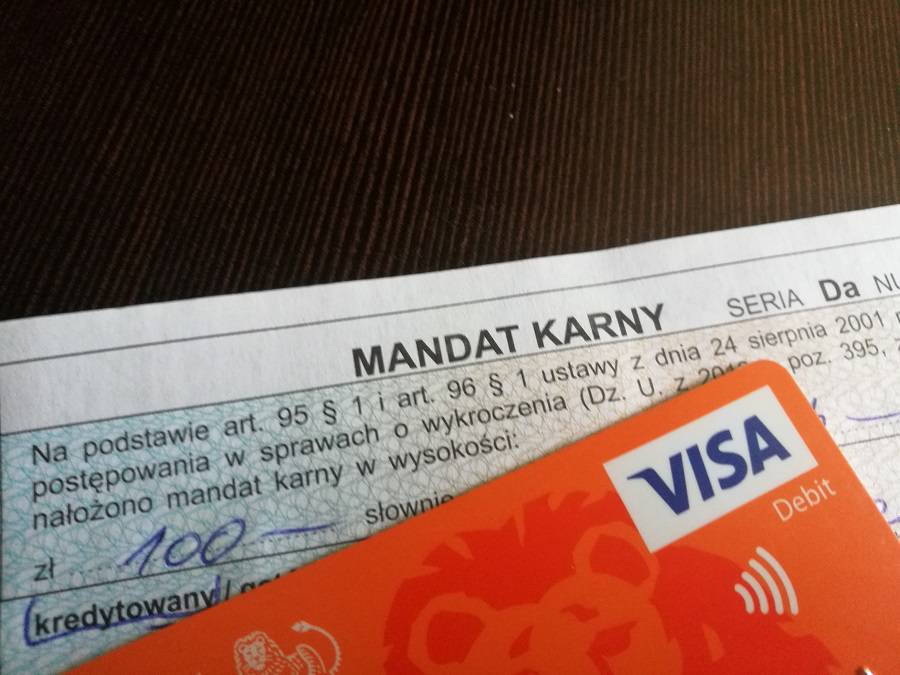 MANDAT KARNY SERIA Da
Na podstawie art. 95 § 1 i art. 96 § 1 ustawy z dnia 24 sierpnia 2001
postępowania w sprawach o wykroczenia (Dz. U. z poz. 395,
nałożono mandat karny w wysokości:
zł 100 — słownie
kredytowany /
VISA
Debit